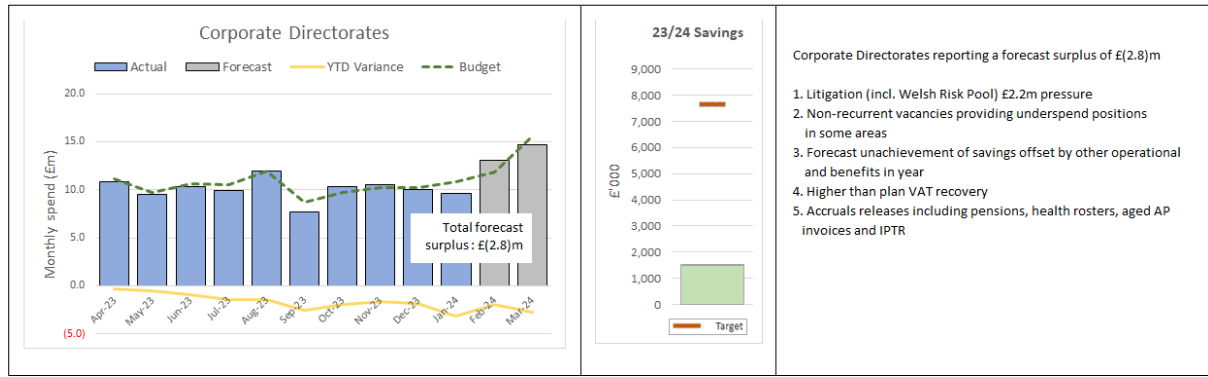 Corporate Directorates
Actual
Forecast
YTD Variance
Budget
Monthly spend (£m)
20.0
15.0
10.0
5.0
0.0
(5.0)
Apr-23
May-23
Jun-23
Jul-23
Aug-23
Sep-23
Oct-23
Nov-23
Dec-23
Jan-24
Feb-24
Mar-24
Total forecast
surplus : £(2.8)m
23/24 Savings
£'000
9,000
8,000
7,000
6,000
5,000
4,000
3,000
2,000
1,000
0
Target
Corporate Directorates reporting a forecast surplus of £(2.8)m
1. Litigation (incl. Welsh Risk Pool) £2.2m pressure
2. Non-recurrent vacancies providing underspend positions
in some areas
3. Forecast unachievement of savings offset by other operational
and benefits in year
4. Higher than plan VAT recovery
5. Accruals releases including pensions, health rosters, aged AP
invoices and IPTR